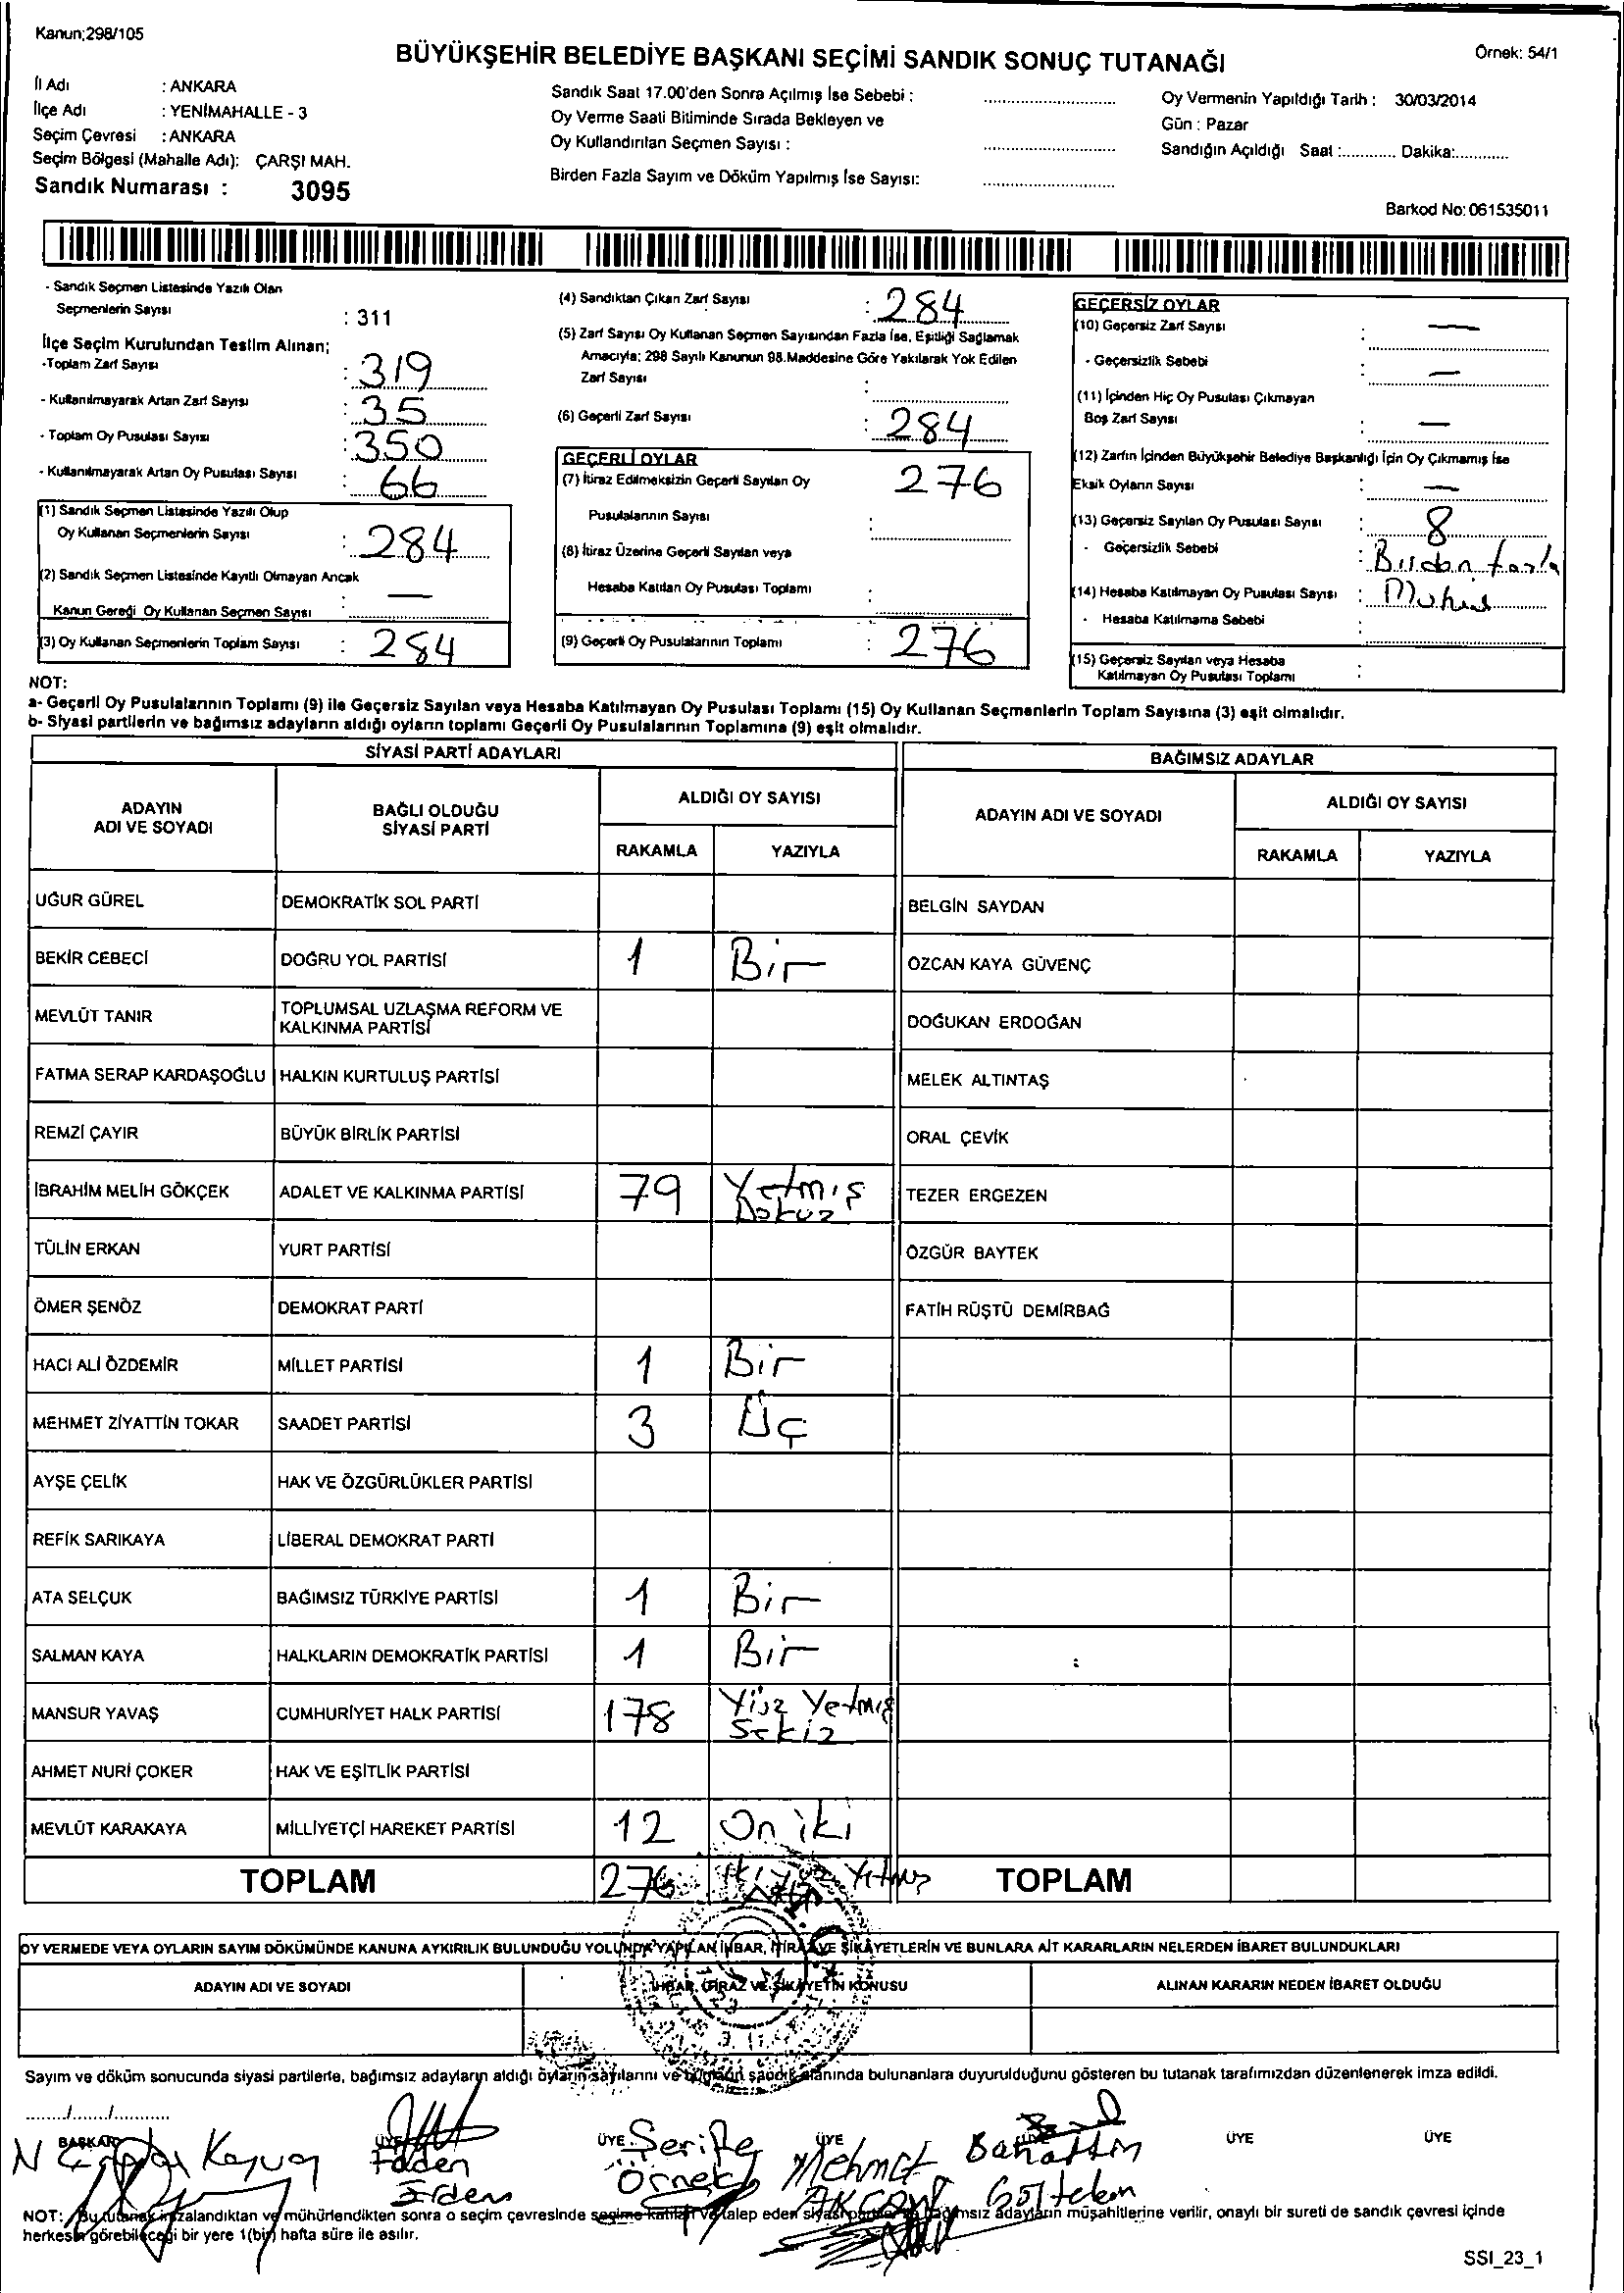 Kanun;298/105
BÜYÜKŞEHİR BELEDİYE BAŞKANI SEÇİMİ SANDIK SONUÇ TUTANAĞI
Örnek: 54/1
İl Adı : ANKARA
İlçe Adı : YENİMAHALLE - 3
Seçim Çevresi : ANKARA
Seçim Bölgesi (Mahalle Adı): ÇARŞI MAH.
Sandık Numarası : 3095
Sandık Saat 17.00'den Sonra Açılmış İse Sebebi :
Oy Verme Saati Bitiminde Sırada Bekleyen ve
Oy Kullandırılan Seçmen Sayısı :
Birden Fazla Sayım ve Döküm Yapılmış İse Sayısı:
Oy Vermenin Yapıldığı Tarih : 30/03/2014
Gün : Pazar
Sandığın Açıldığı Saat :............ Dakika:............
Barkod No: 061535011
- Sandık Seçmen Listesinde Yazılı Olan
Seçmenlerin Sayısı : 311
İlçe Seçim Kurulundan Teslim Alınan;
-Toplam Zarf Sayısı : 319
- Kullanılmayarak Artan Zarf Sayısı : 35
- Toplam Oy Pusulası Sayısı : 350
- Kullanılmayarak Artan Oy Pusulası Sayısı : 66
(1) Sandık Seçmen Listesinde Yazılı Olup
Oy Kullanan Seçmenlerin Sayısı : 284
(2) Sandık Seçmen Listesinde Kayıtlı Olmayan Ancak
Kanun Gereği Oy Kullanan Seçmen Sayısı : —
(3) Oy Kullanan Seçmenlerin Toplam Sayısı : 284
(4) Sandıktan Çıkan Zarf Sayısı : 284
(5) Zarf Sayısı Oy Kullanan Seçmen Sayısından Fazla İse, Eşitliği Sağlamak
Amacıyla; 298 Sayılı Kanunun 98.Maddesine Göre Yakılarak Yok Edilen
Zarf Sayısı :
(6) Geçerli Zarf Sayısı : 284
GEÇERLİ OYLAR
(7) İtiraz Edilmeksizin Geçerli Sayılan Oy 276
Pusulalarının Sayısı :
(8) İtiraz Üzerine Geçerli Sayılan veya
Hesaba Katılan Oy Pusulası Toplamı :
(9) Geçerli Oy Pusulalarının Toplamı : 276
GEÇERSİZ OYLAR
(10) Geçersiz Zarf Sayısı : —
- Geçersizlik Sebebi : —
(11) İçinden Hiç Oy Pusulası Çıkmayan
Boş Zarf Sayısı : —
(12) Zarfın İçinden Büyükşehir Belediye Başkanlığı İçin Oy Çıkmamış İse
Eksik Oyların Sayısı : —
(13) Geçersiz Sayılan Oy Pusulası Sayısı : 8
- Geçersizlik Sebebi : Birden fazla
(14) Hesaba Katılmayan Oy Pusulası Sayısı : Mühür
- Hesaba Katılmama Sebebi :
(15) Geçersiz Sayılan veya Hesaba
Katılmayan Oy Pusulası Toplamı :
NOT:
a- Geçerli Oy Pusulalarının Toplamı (9) ile Geçersiz Sayılan veya Hesaba Katılmayan Oy Pusulası Toplamı (15) Oy Kullanan Seçmenlerin Toplam Sayısına (3) eşit olmalıdır.
b- Siyasi partilerin ve bağımsız adayların aldığı oyların toplamı Geçerli Oy Pusulalarının Toplamına (9) eşit olmalıdır.
SİYASİ PARTİ ADAYLARI
ADAYIN ADI VE SOYADI
BAĞLI OLDUĞU SİYASİ PARTİ
ALDIĞI OY SAYISI
RAKAMLA YAZIYLA
BAĞIMSIZ ADAYLAR
ADAYIN ADI VE SOYADI
ALDIĞI OY SAYISI
RAKAMLA YAZIYLA
UĞUR GÜREL DEMOKRATİK SOL PARTİ BELGİN SAYDAN
BEKİR CEBECİ DOĞRU YOL PARTİSİ 1 Bir ÖZCAN KAYA GÜVENÇ
MEVLÜT TANIR TOPLUMSAL UZLAŞMA REFORM VE KALKINMA PARTİSİ DOĞUKAN ERDOĞAN
FATMA SERAP KARDAŞOĞLU HALKIN KURTULUŞ PARTİSİ MELEK ALTINTAŞ
REMZİ ÇAYIR BÜYÜK BİRLİK PARTİSİ ORAL ÇEVİK
İBRAHİM MELİH GÖKÇEK ADALET VE KALKINMA PARTİSİ 79 Yetmiş Dokuz TEZER ERGEZEN
TÜLİN ERKAN YURT PARTİSİ ÖZGÜR BAYTEK
ÖMER ŞENÖZ DEMOKRAT PARTİ FATİH RÜŞTÜ DEMİRBAĞ
HACI ALİ ÖZDEMİR MİLLET PARTİSİ 1 Bir
MEHMET ZİYATTİN TOKAR SAADET PARTİSİ 3 Üç
AYŞE ÇELİK HAK VE ÖZGÜRLÜKLER PARTİSİ
REFİK SARIKAYA LİBERAL DEMOKRAT PARTİ
ATA SELÇUK BAĞIMSIZ TÜRKİYE PARTİSİ 1 Bir
SALMAN KAYA HALKLARIN DEMOKRATİK PARTİSİ 1 Bir
MANSUR YAVAŞ CUMHURİYET HALK PARTİSİ 178 Yüz Yetmiş Sekiz
AHMET NURİ ÇOKER HAK VE EŞİTLİK PARTİSİ
MEVLÜT KARAKAYA MİLLİYETÇİ HAREKET PARTİSİ 12 On iki
TOPLAM 276 İkiyüz Yetmiş Altı TOPLAM
OY VERMEDE VEYA OYLARIN SAYIM DÖKÜMÜNDE KANUNA AYKIRILIK BULUNDUĞU YOLUNDA YAPILAN İHBAR, İTİRAZ VE ŞİKAYETLERİN VE BUNLARA AİT KARARLARIN NELERDEN İBARET BULUNDUKLARI
ADAYIN ADI VE SOYADI İHBAR, İTİRAZ VE ŞİKAYETİN KONUSU ALINAN KARARIN NEDEN İBARET OLDUĞU
Sayım ve döküm sonucunda siyasi partilerle, bağımsız adayların aldığı oyların sayılarını ve bunların sandık alanında bulunanlara duyurulduğunu gösteren bu tutanak tarafımızdan düzenlenerek imza edildi.
......../......../............
BAŞKAN ÜYE ÜYE ÜYE ÜYE ÜYE ÜYE
N Şerife Mehmet Bahattin
Örnek Göltekin
Erdem
NOT: Bu tutanak imzalandıktan ve mühürlendikten sonra o seçim çevresinde seçime katılan ve talep eden siyasi partiler ve bağımsız adayların müşahitlerine verilir, onaylı bir sureti de sandık çevresi içinde
herkesin görebileceği bir yere 1(bir) hafta süre ile asılır.
SSI_23_1